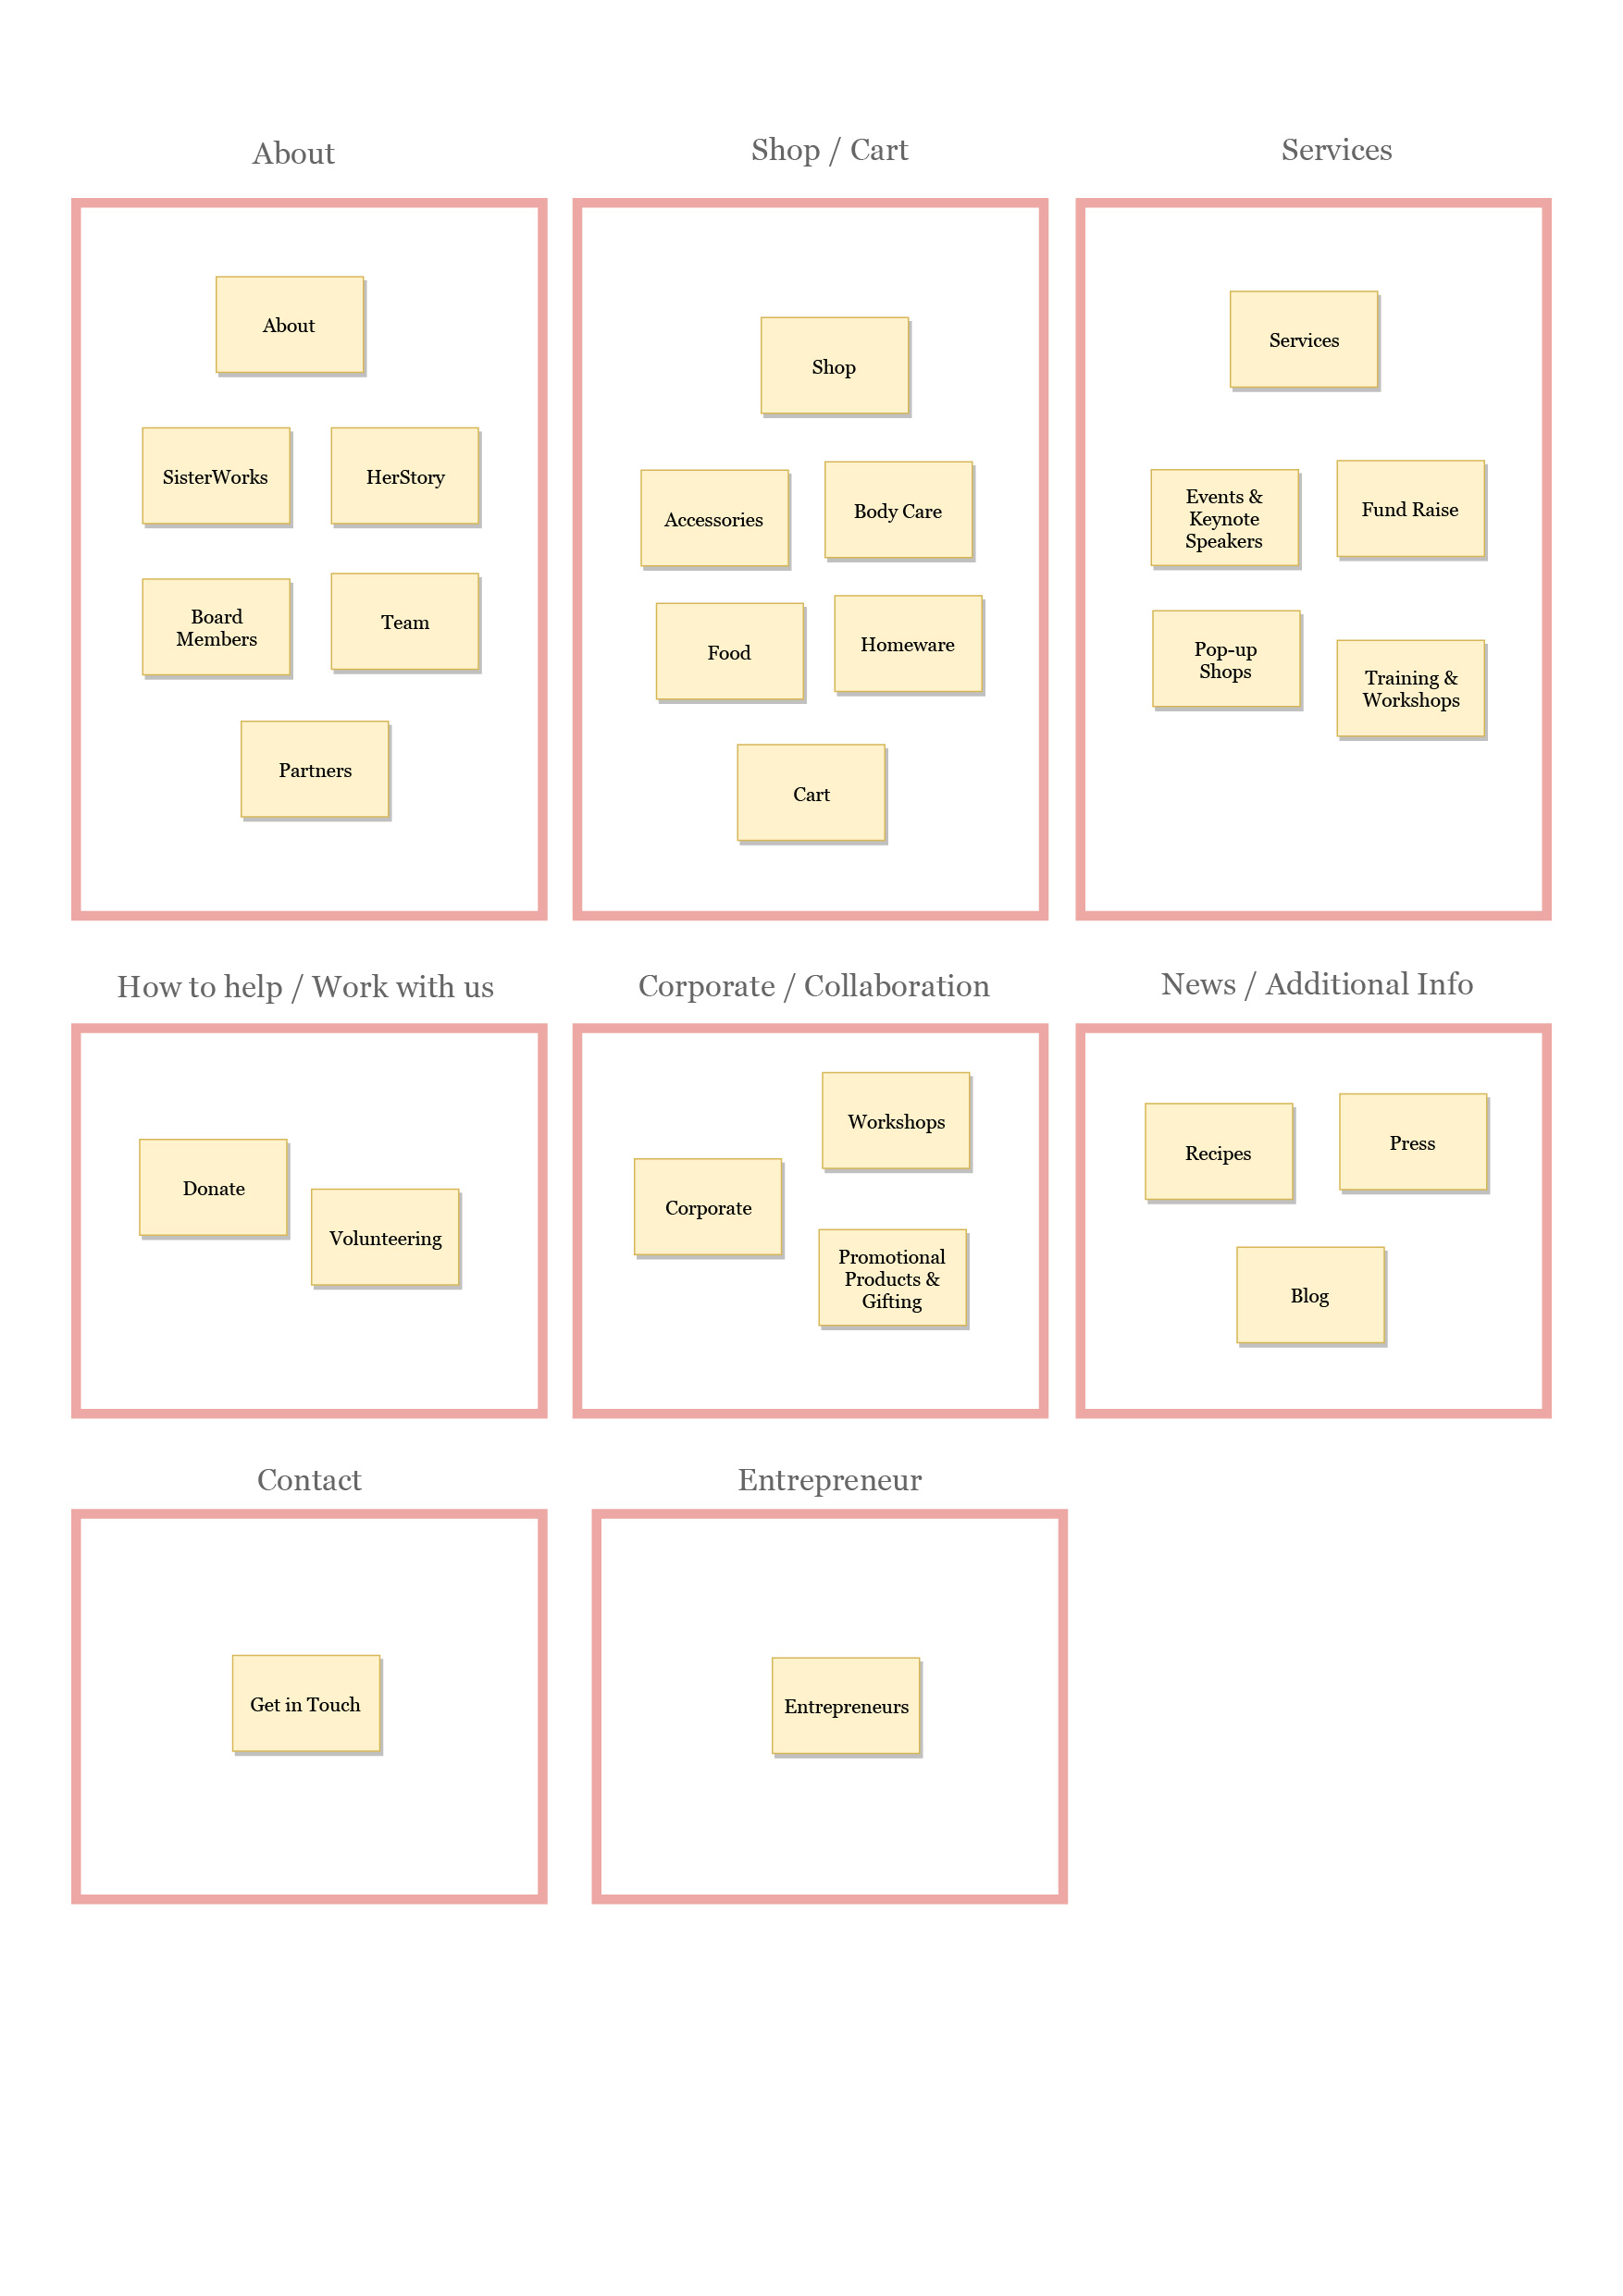 About
About
SisterWorks
HerStory
Board
Members
Team
Partners
Shop / Cart
Shop
Accessories
Body Care
Food
Homeware
Cart
Services
Services
Events &
Keynote
Speakers
Fund Raise
Pop-up
Shops
Training &
Workshops
How to help / Work with us
Donate
Volunteering
Corporate / Collaboration
Workshops
Corporate
Promotional
Products &
Gifting
News / Additional Info
Recipes
Press
Blog
Contact
Get in Touch
Entrepreneur
Entrepreneurs